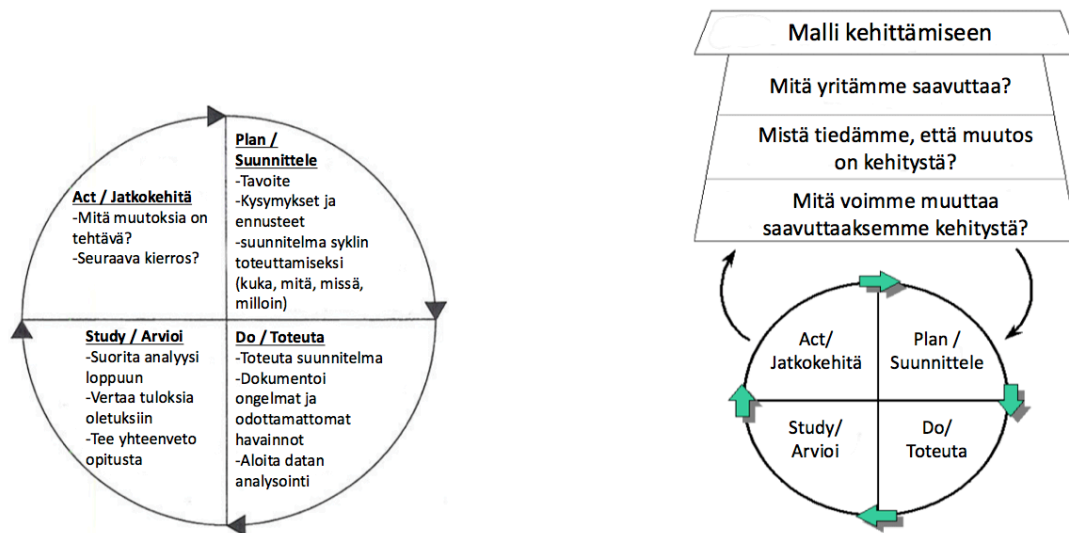 Plan /
Suunnittele
-Tavoite
-Kysymykset ja
ennusteet
-suunnitelma syklin
toteuttamiseksi
(kuka, mitä, missä,
milloin)
Act / Jatkokehitä
-Mitä muutoksia on
tehtävä?
-Seuraava kierros?
Study / Arvioi
-Suorita analyysi
loppuun
-Vertaa tuloksia
oletuksiin
-Tee yhteenveto
opitusta
Do / Toteuta
-Toteuta suunnitelma
-Dokumentoi
ongelmat ja
odottamattomat
havainnot
-Aloita datan
analysointi
Malli kehittämiseen
Mitä yritämme saavuttaa?
Mistä tiedämme, että muutos
on kehitystä?
Mitä voimme muuttaa
saavuttaaksemme kehitystä?
Act/
Jatkokehitä
Plan /
Suunnittele
Study/
Arvioi
Do/
Toteuta